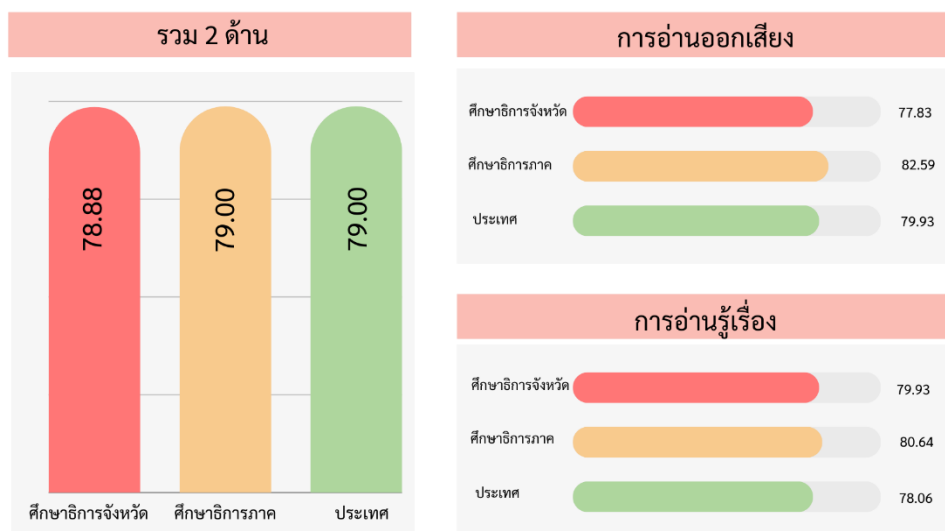 รวม 2 ด้าน
78.88
79.00
79.00
ศึกษาธิการจังหวัด
ศึกษาธิการภาค
ประเทศ
การอ่านออกเสียง
ศึกษาธิการจังหวัด 77.83
ศึกษาธิการภาค 82.59
ประเทศ 79.93
การอ่านรู้เรื่อง
ศึกษาธิการจังหวัด 79.93
ศึกษาธิการภาค 80.64
ประเทศ 78.06